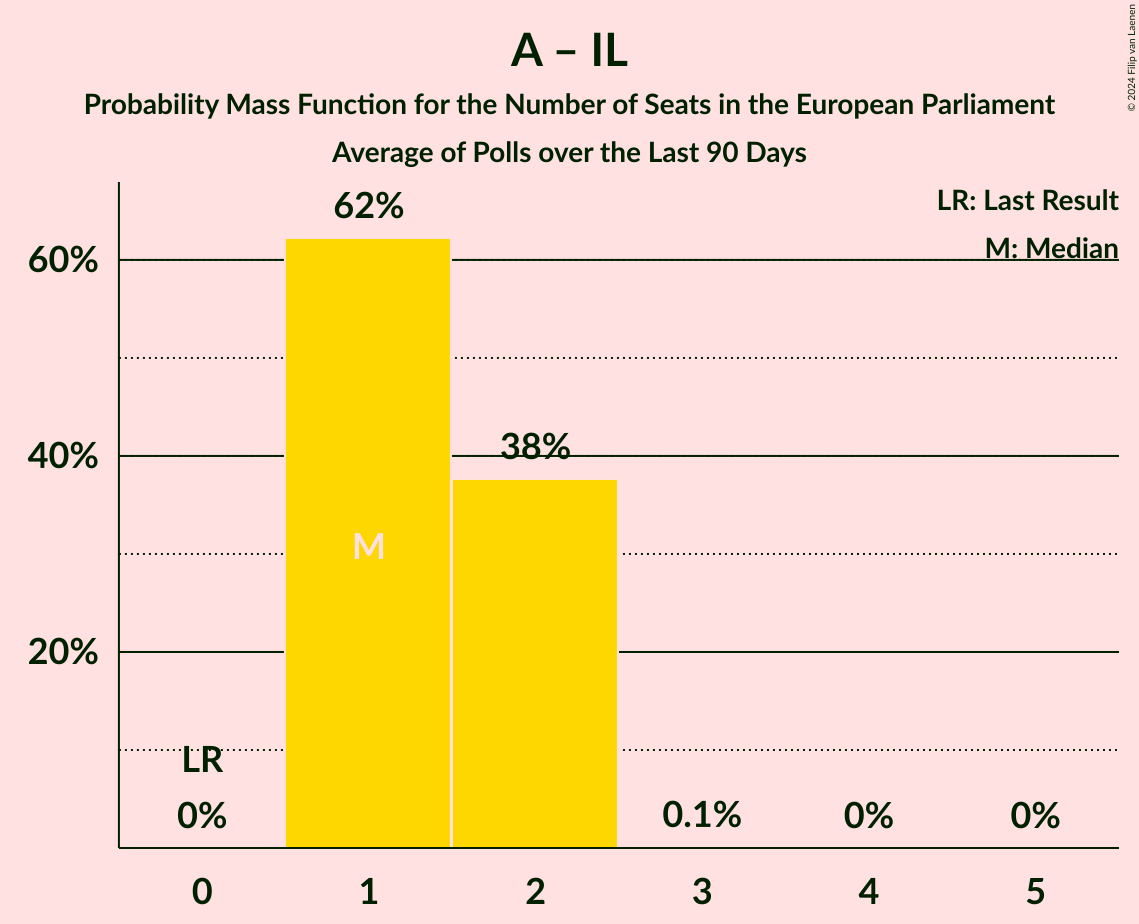 A – IL
Probability Mass Function for the Number of Seats in the European Parliament
Average of Polls over the Last 90 Days
© 2024 Filip van Laenen
LR: Last Result
M: Median
62%
60%
38%
40%
M
20%
LR
0%
0.1%
0%
0%
0 1 2 3 4 5